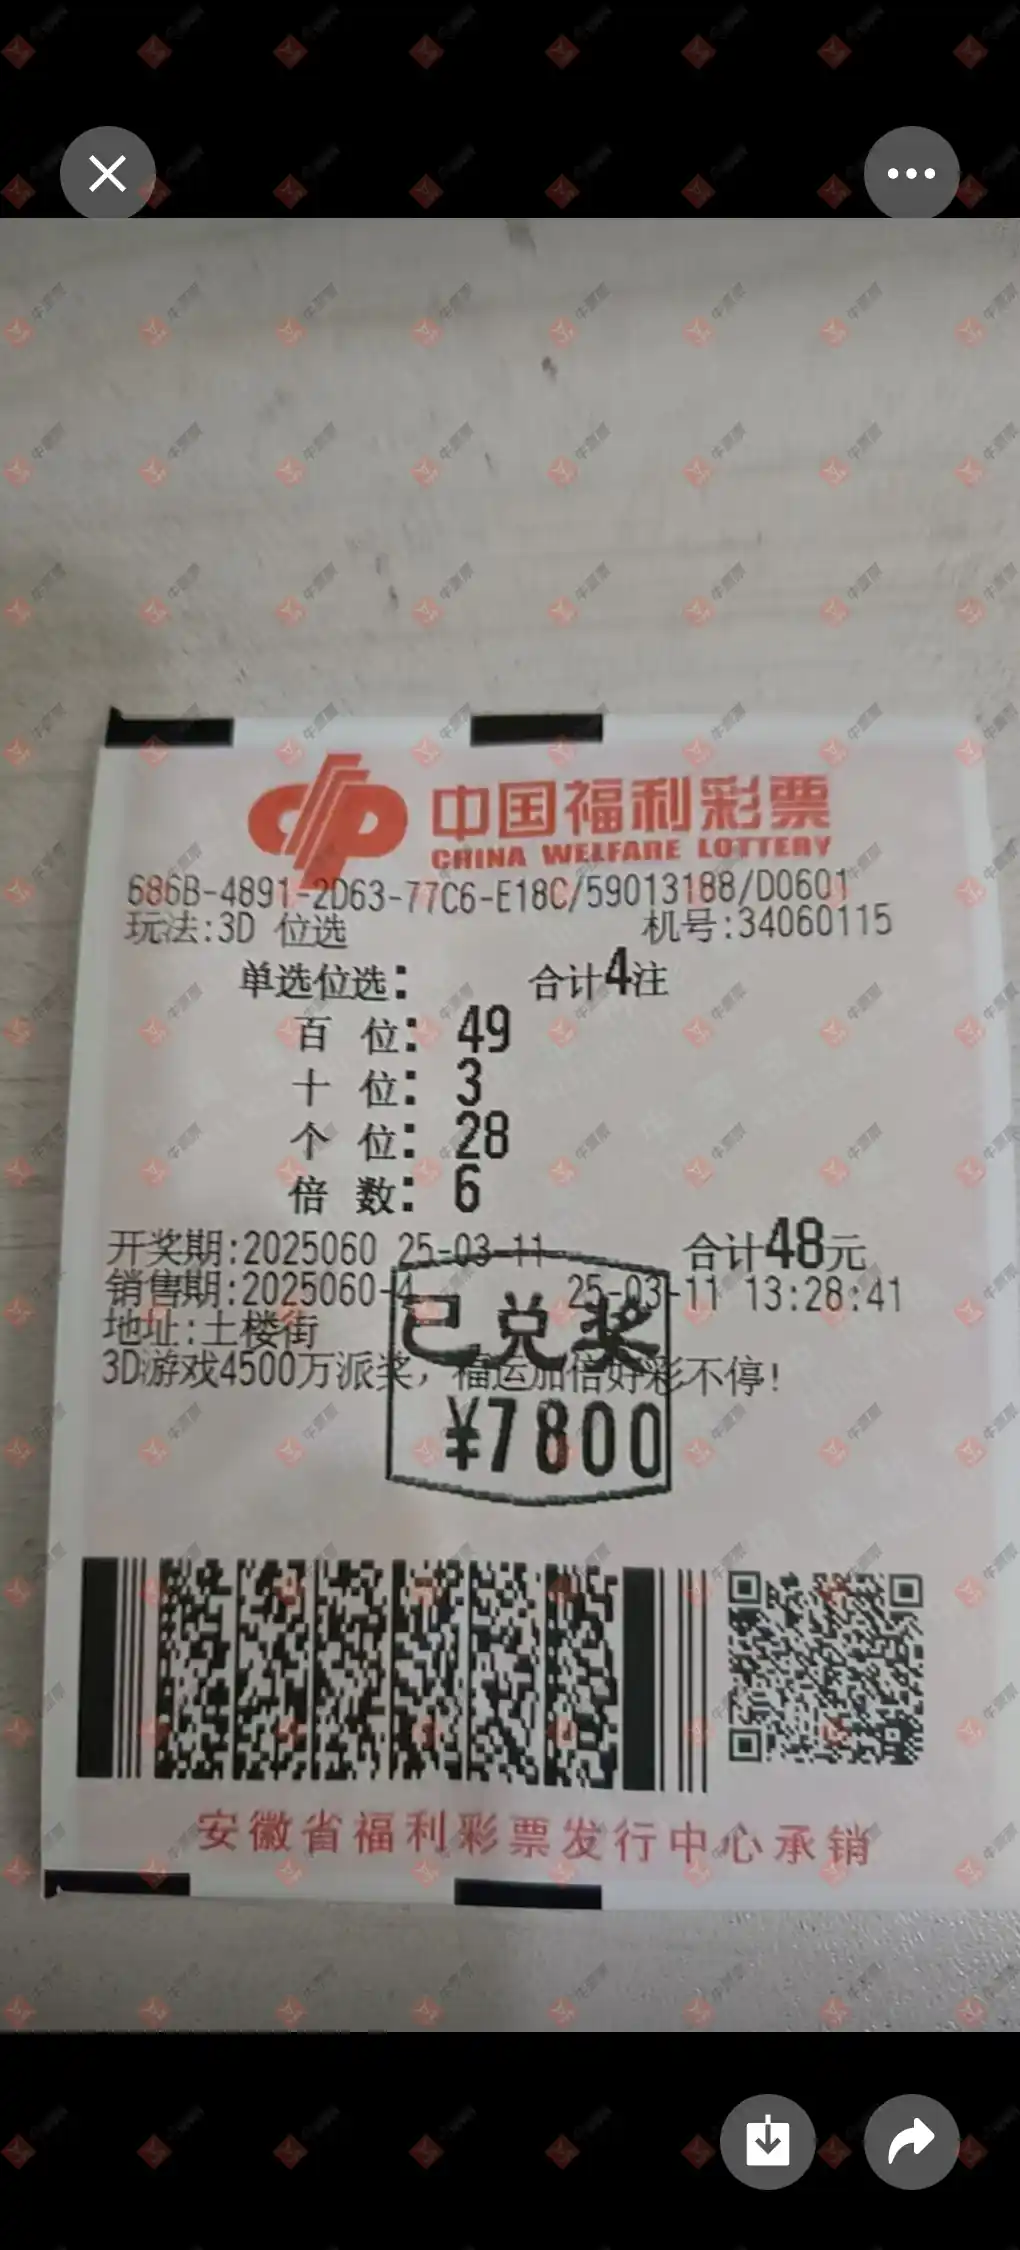 中国福利彩票
CHINA WELFARE LOTTERY
686B-4891-2D63-77C6-E18C/59013188/D0601
玩法:3D 位选 机号:34060115
单选位选: 合计4注
百 位: 49
十 位: 3
个 位: 28
倍 数: 6
开奖期:2025060 25-03-11 合计48元
销售期:2025060-4 25-03-11 13:28:41
地址:土楼街
3D游戏4500万派奖，福运加倍好彩不停!
已兑奖
¥7800
安徽省福利彩票发行中心承销